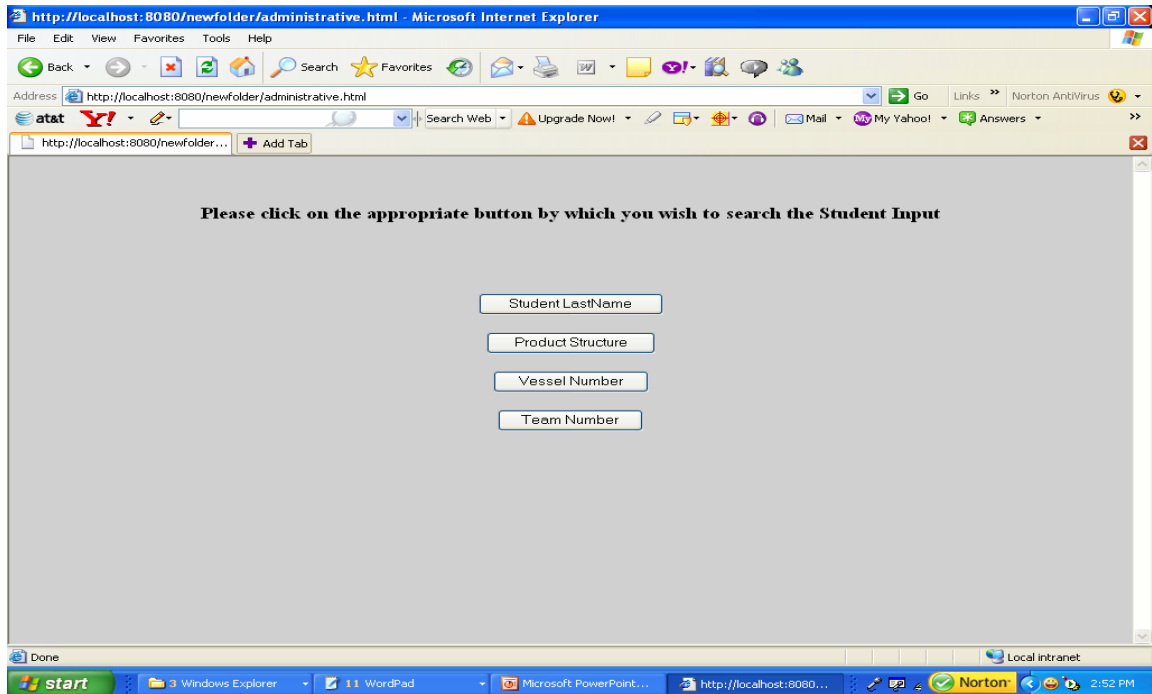 http://localhost:8080/newfolder/administrative.html - Microsoft Internet Explorer
File Edit View Favorites Tools Help
Back Search Favorites
Address http://localhost:8080/newfolder/administrative.html Go Links » Norton AntiVirus
at&t Y! Search Web Upgrade Now! Mail My Yahoo! Answers »
http://localhost:8080/newfolder... Add Tab
Please click on the appropriate button by which you wish to search the Student Input
Student LastName
Product Structure
Vessel Number
Team Number
Done Local intranet
start 3 Windows Explorer 11 WordPad Microsoft PowerPoint... http://localhost:8080... Norton 2:52 PM